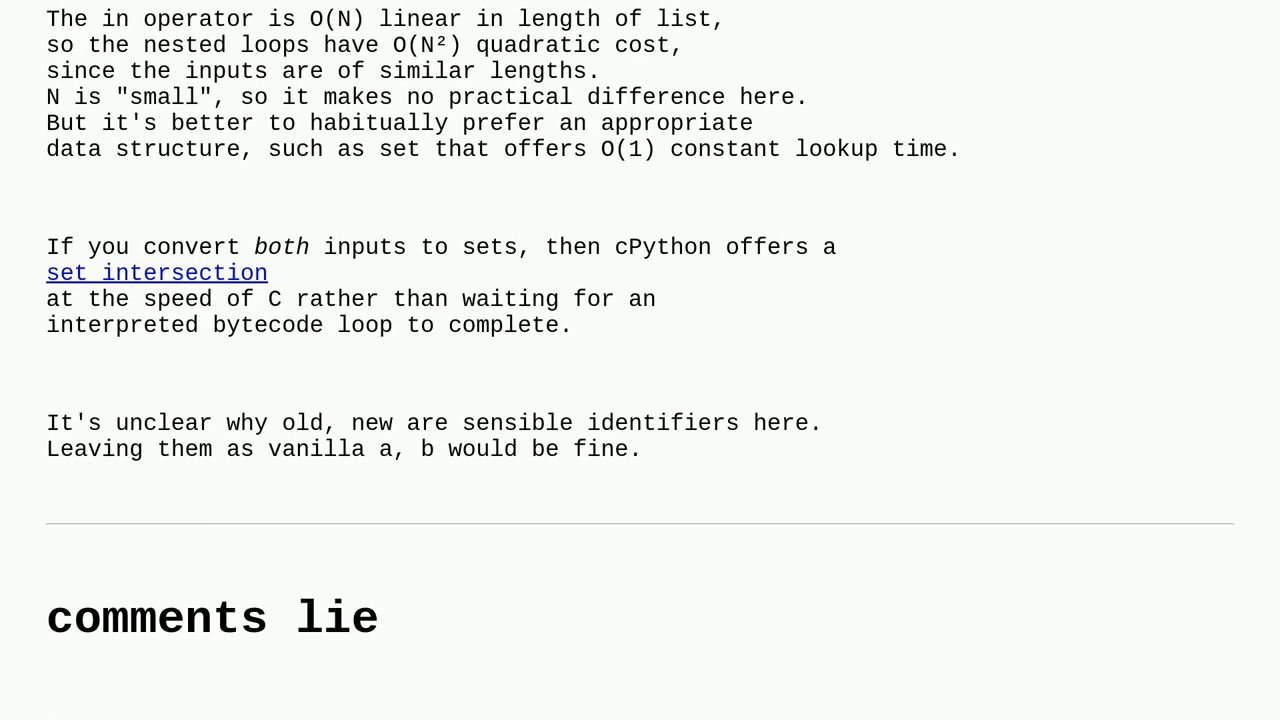 The in operator is O(N) linear in length of list,
so the nested loops have O(N²) quadratic cost,
since the inputs are of similar lengths.
N is "small", so it makes no practical difference here.
But it's better to habitually prefer an appropriate
data structure, such as set that offers O(1) constant lookup time.
If you convert both inputs to sets, then cPython offers a
set intersection
at the speed of C rather than waiting for an
interpreted bytecode loop to complete.
It's unclear why old, new are sensible identifiers here.
Leaving them as vanilla a, b would be fine.
comments lie